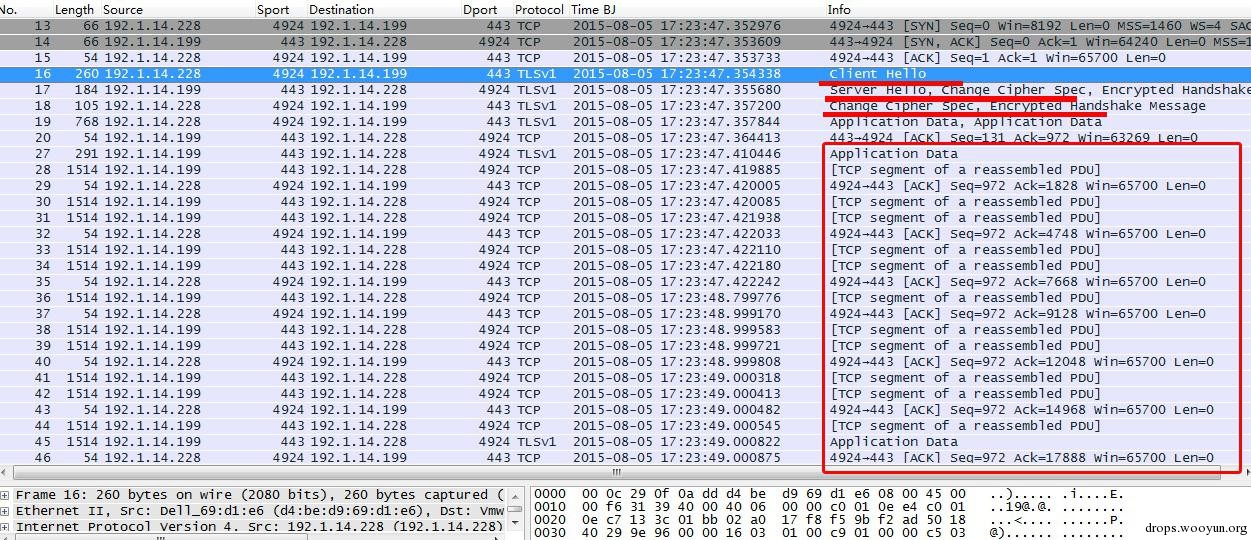 No. Length Source Sport Destination Dport Protocol Time BJ Info
13 66 192.1.14.228 4924 192.1.14.199 443 TCP 2015-08-05 17:23:47.352976 4924→443 [SYN] Seq=0 Win=8192 Len=0 MSS=1460 WS=4 SAC
14 66 192.1.14.199 443 192.1.14.228 4924 TCP 2015-08-05 17:23:47.353609 443→4924 [SYN, ACK] Seq=0 Ack=1 Win=64240 Len=0 MSS=1
15 54 192.1.14.228 4924 192.1.14.199 443 TCP 2015-08-05 17:23:47.353733 4924→443 [ACK] Seq=1 Ack=1 Win=65700 Len=0
16 260 192.1.14.228 4924 192.1.14.199 443 TLSv1 2015-08-05 17:23:47.354338 Client Hello
17 184 192.1.14.199 443 192.1.14.228 4924 TLSv1 2015-08-05 17:23:47.355680 Server Hello, Change Cipher Spec, Encrypted Handshake
18 105 192.1.14.228 4924 192.1.14.199 443 TLSv1 2015-08-05 17:23:47.357200 Change Cipher Spec, Encrypted Handshake Message
19 768 192.1.14.228 4924 192.1.14.199 443 TLSv1 2015-08-05 17:23:47.357844 Application Data, Application Data
20 54 192.1.14.199 443 192.1.14.228 4924 TCP 2015-08-05 17:23:47.364413 443→4924 [ACK] Seq=131 Ack=972 Win=63269 Len=0
27 291 192.1.14.199 443 192.1.14.228 4924 TLSv1 2015-08-05 17:23:47.410446 Application Data
28 1514 192.1.14.199 443 192.1.14.228 4924 TCP 2015-08-05 17:23:47.419885 [TCP segment of a reassembled PDU]
29 54 192.1.14.228 4924 192.1.14.199 443 TCP 2015-08-05 17:23:47.420005 4924→443 [ACK] Seq=972 Ack=1828 Win=65700 Len=0
30 1514 192.1.14.199 443 192.1.14.228 4924 TCP 2015-08-05 17:23:47.420085 [TCP segment of a reassembled PDU]
31 1514 192.1.14.199 443 192.1.14.228 4924 TCP 2015-08-05 17:23:47.421938 [TCP segment of a reassembled PDU]
32 54 192.1.14.228 4924 192.1.14.199 443 TCP 2015-08-05 17:23:47.422033 4924→443 [ACK] Seq=972 Ack=4748 Win=65700 Len=0
33 1514 192.1.14.199 443 192.1.14.228 4924 TCP 2015-08-05 17:23:47.422110 [TCP segment of a reassembled PDU]
34 1514 192.1.14.199 443 192.1.14.228 4924 TCP 2015-08-05 17:23:47.422180 [TCP segment of a reassembled PDU]
35 54 192.1.14.228 4924 192.1.14.199 443 TCP 2015-08-05 17:23:47.422242 4924→443 [ACK] Seq=972 Ack=7668 Win=65700 Len=0
36 1514 192.1.14.199 443 192.1.14.228 4924 TCP 2015-08-05 17:23:48.799776 [TCP segment of a reassembled PDU]
37 54 192.1.14.228 4924 192.1.14.199 443 TCP 2015-08-05 17:23:48.999170 4924→443 [ACK] Seq=972 Ack=9128 Win=65700 Len=0
38 1514 192.1.14.199 443 192.1.14.228 4924 TCP 2015-08-05 17:23:48.999583 [TCP segment of a reassembled PDU]
39 1514 192.1.14.199 443 192.1.14.228 4924 TCP 2015-08-05 17:23:48.999721 [TCP segment of a reassembled PDU]
40 54 192.1.14.228 4924 192.1.14.199 443 TCP 2015-08-05 17:23:48.999808 4924→443 [ACK] Seq=972 Ack=12048 Win=65700 Len=0
41 1514 192.1.14.199 443 192.1.14.228 4924 TCP 2015-08-05 17:23:49.000318 [TCP segment of a reassembled PDU]
42 1514 192.1.14.199 443 192.1.14.228 4924 TCP 2015-08-05 17:23:49.000413 [TCP segment of a reassembled PDU]
43 54 192.1.14.228 4924 192.1.14.199 443 TCP 2015-08-05 17:23:49.000482 4924→443 [ACK] Seq=972 Ack=14968 Win=65700 Len=0
44 1514 192.1.14.199 443 192.1.14.228 4924 TCP 2015-08-05 17:23:49.000545 [TCP segment of a reassembled PDU]
45 1514 192.1.14.199 443 192.1.14.228 4924 TLSv1 2015-08-05 17:23:49.000822 Application Data
46 54 192.1.14.228 4924 192.1.14.199 443 TCP 2015-08-05 17:23:49.000875 4924→443 [ACK] Seq=972 Ack=17888 Win=65700 Len=0
Frame 16: 260 bytes on wire (2080 bits), 260 bytes captured (
Ethernet II, Src: Dell_69:d1:e6 (d4:be:d9:69:d1:e6), Dst: Vmw
Internet Protocol Version 4, Src: 192.1.14.228 (192.1.14.228)
0000 00 0c 29 0f 0a dd d4 be d9 69 d1 e6 08 00 45 00 ..)..... .i....E.
0010 00 f6 31 39 40 00 40 06 00 00 c0 01 0e e4 c0 01 ..19@.@. ........
0020 0e c7 13 3c 01 bb 02 a0 17 f8 f5 9b f2 ad 50 18 ...<.... ......P.
0030 40 29 9e 96 00 00 16 03 01 00 c9 01 00 00 c5 03 @)...... ........
drops.wooyun.org